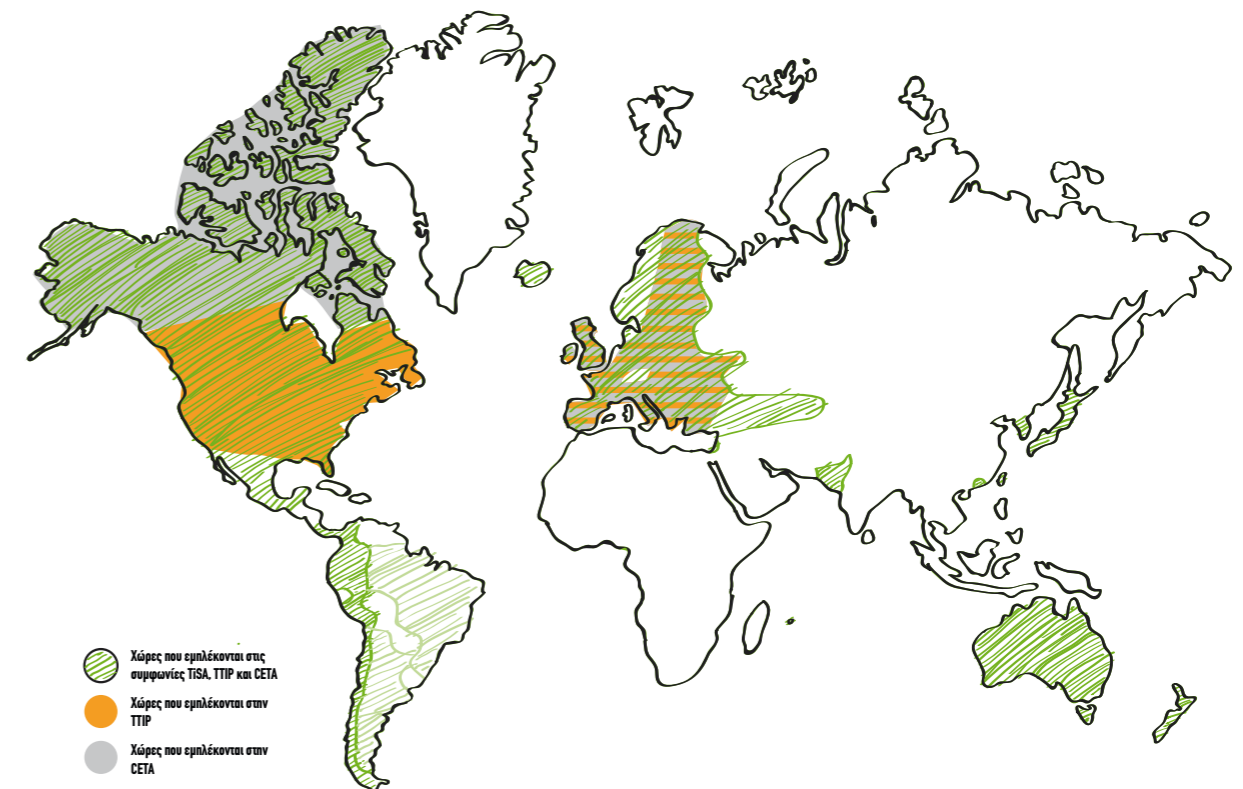 Χώρες που εμπλέκονται στις
συμφωνίες TiSA, TTIP και CETA
Χώρες που εμπλέκονται στην
TTIP
Χώρες που εμπλέκονται στην
CETA